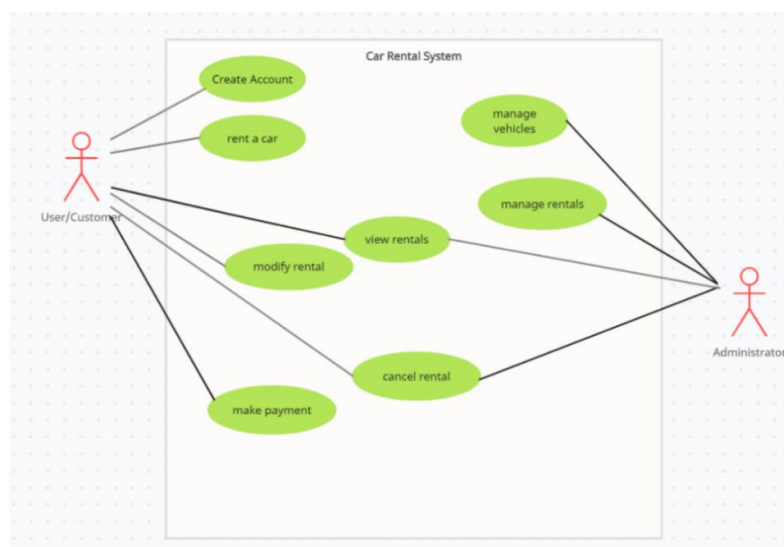 Car Rental System
Create Account
rent a car
manage
vehicles
manage rentals
User/Customer
view rentals
modify rental
Administrator
cancel rental
make payment